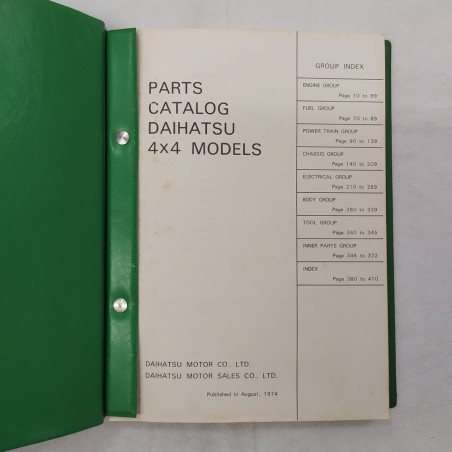 PARTS
CATALOG
DAIHATSU
4x4 MODELS
GROUP INDEX
ENGINE GROUP
Page 10 to 69
FUEL GROUP
Page 70 to 89
POWER TRAIN GROUP
Page 90 to 139
CHASSIS GROUP
Page 140 to 209
ELECTRICAL GROUP
Page 210 to 259
BODY GROUP
Page 260 to 339
TOOL GROUP
Page 340 to 345
INNER PARTS GROUP
Page 346 to 372
INDEX
Page 380 to 410
DAIHATSU MOTOR CO., LTD.
DAIHATSU MOTOR SALES CO., LTD.
Published in August, 1974